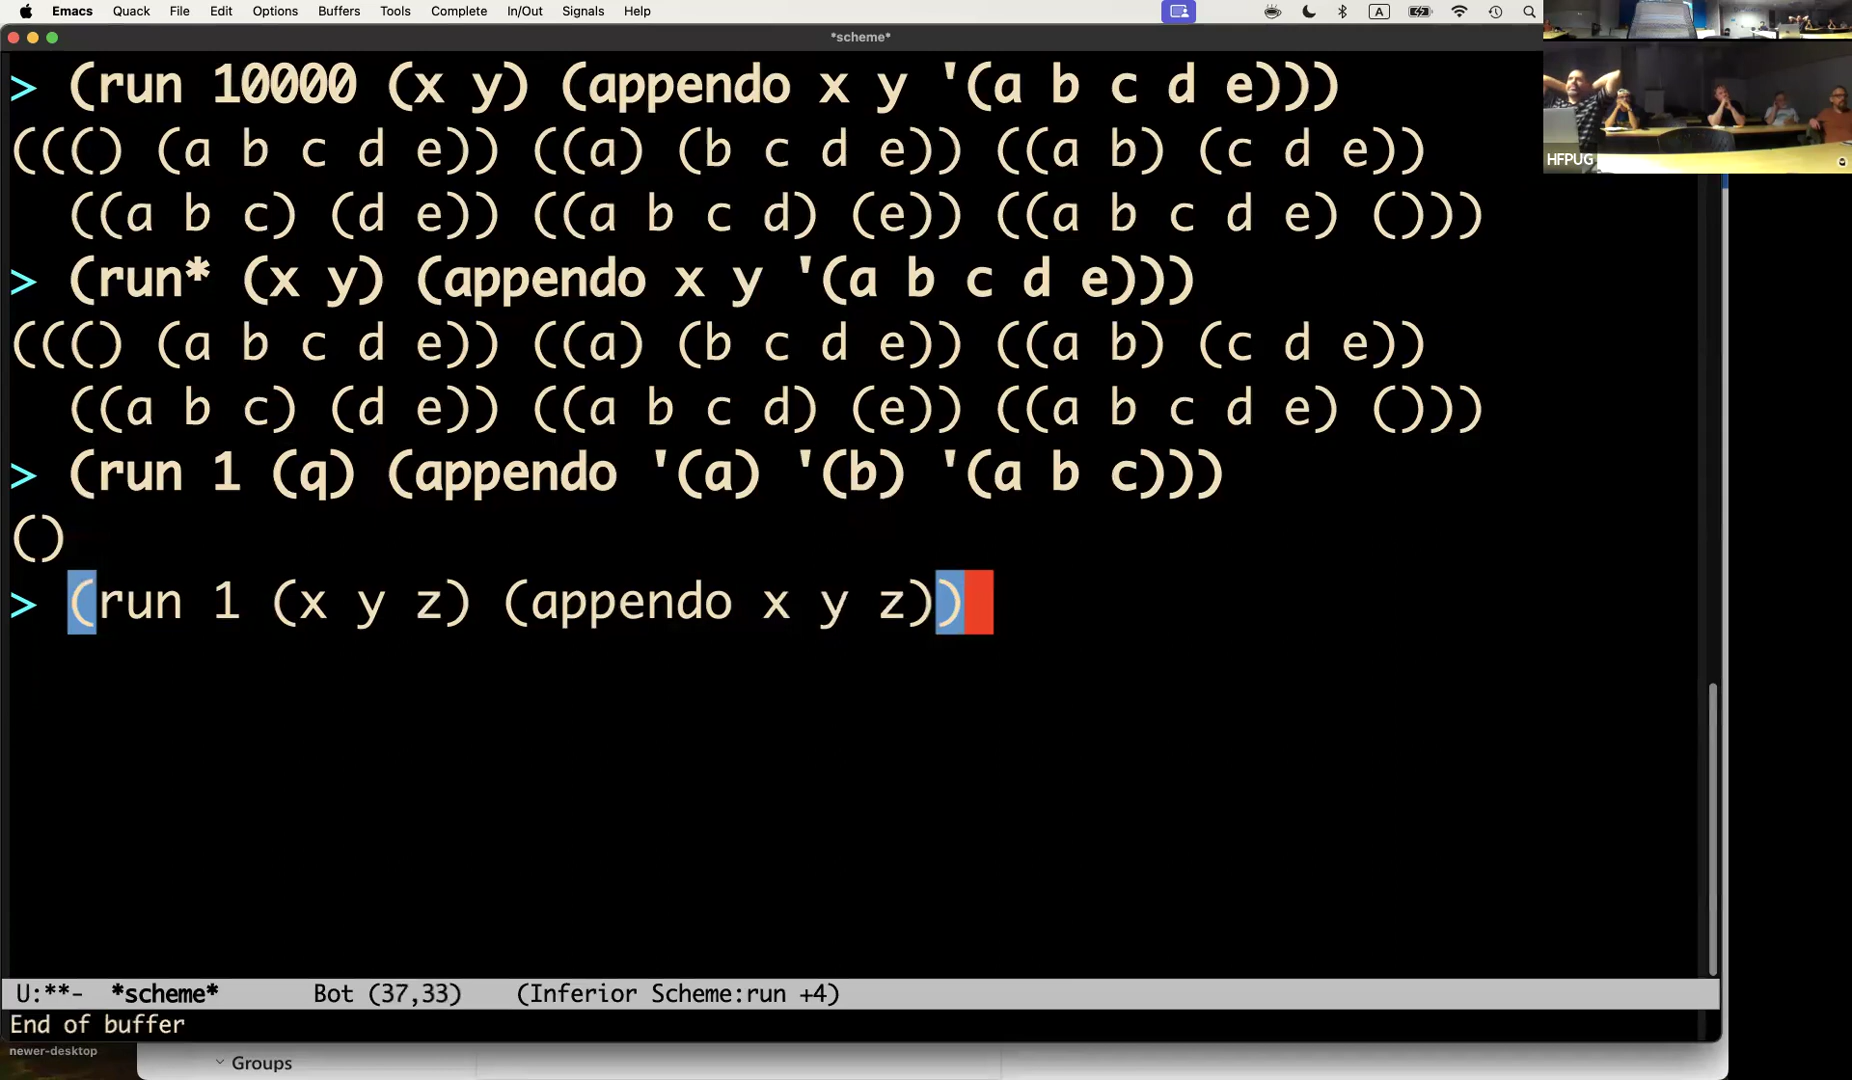 Emacs Quack File Edit Options Buffers Tools Complete In/Out Signals Help
A
*scheme*
> (run 10000 (x y) (appendo x y '(a b c d e)))
((() (a b c d e)) ((a) (b c d e)) ((a b) (c d e))
((a b c) (d e)) ((a b c d) (e)) ((a b c d e) ()))
> (run* (x y) (appendo x y '(a b c d e)))
((() (a b c d e)) ((a) (b c d e)) ((a b) (c d e))
((a b c) (d e)) ((a b c d) (e)) ((a b c d e) ()))
> (run 1 (q) (appendo '(a) '(b) '(a b c)))
()
> (run 1 (x y z) (appendo x y z))
HFPUG
U:**- *scheme* Bot (37,33) (Inferior Scheme:run +4)
End of buffer
newer-desktop
Groups